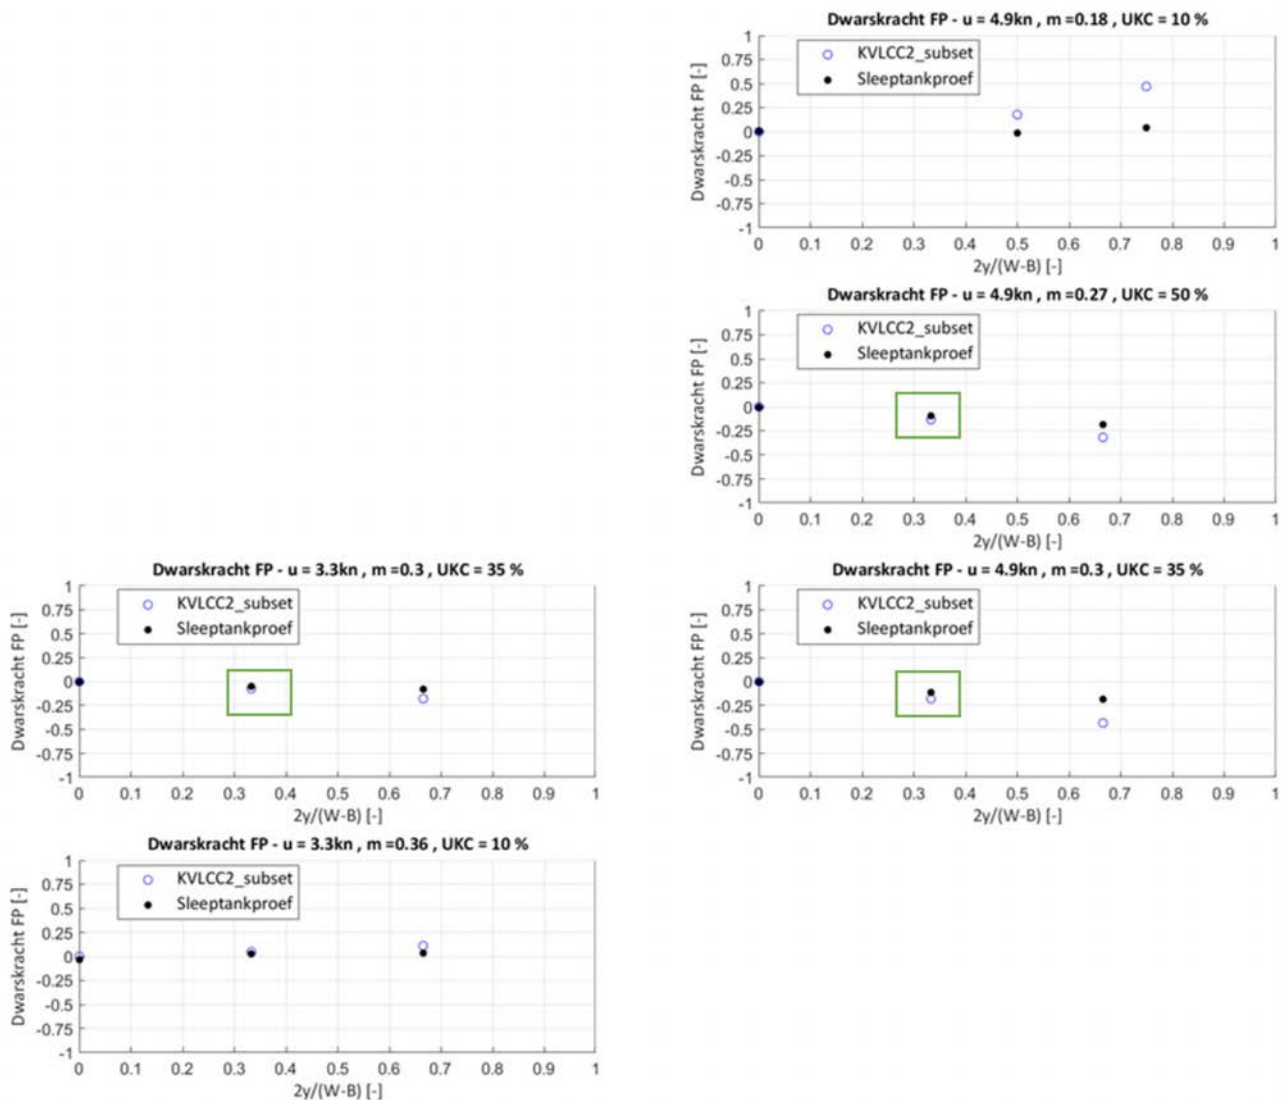 Dwarskracht FP - u = 4.9kn , m =0.18 , UKC = 10 %
KVLCC2_subset
Sleeptankproef
Dwarskracht FP [-]
1
0.75
0.5
0.25
0
-0.25
-0.5
-0.75
-1
0 0.1 0.2 0.3 0.4 0.5 0.6 0.7 0.8 0.9 1
2y/(W-B) [-]
Dwarskracht FP - u = 4.9kn , m =0.27 , UKC = 50 %
KVLCC2_subset
Sleeptankproef
Dwarskracht FP [-]
1
0.75
0.5
0.25
0
-0.25
-0.5
-0.75
-1
0 0.1 0.2 0.3 0.4 0.5 0.6 0.7 0.8 0.9 1
2y/(W-B) [-]
Dwarskracht FP - u = 3.3kn , m =0.3 , UKC = 35 %
KVLCC2_subset
Sleeptankproef
Dwarskracht FP [-]
1
0.75
0.5
0.25
0
-0.25
-0.5
-0.75
-1
0 0.1 0.2 0.3 0.4 0.5 0.6 0.7 0.8 0.9 1
2y/(W-B) [-]
Dwarskracht FP - u = 4.9kn , m =0.3 , UKC = 35 %
KVLCC2_subset
Sleeptankproef
Dwarskracht FP [-]
1
0.75
0.5
0.25
0
-0.25
-0.5
-0.75
-1
0 0.1 0.2 0.3 0.4 0.5 0.6 0.7 0.8 0.9 1
2y/(W-B) [-]
Dwarskracht FP - u = 3.3kn , m =0.36 , UKC = 10 %
KVLCC2_subset
Sleeptankproef
Dwarskracht FP [-]
1
0.75
0.5
0.25
0
-0.25
-0.5
-0.75
-1
0 0.1 0.2 0.3 0.4 0.5 0.6 0.7 0.8 0.9 1
2y/(W-B) [-]